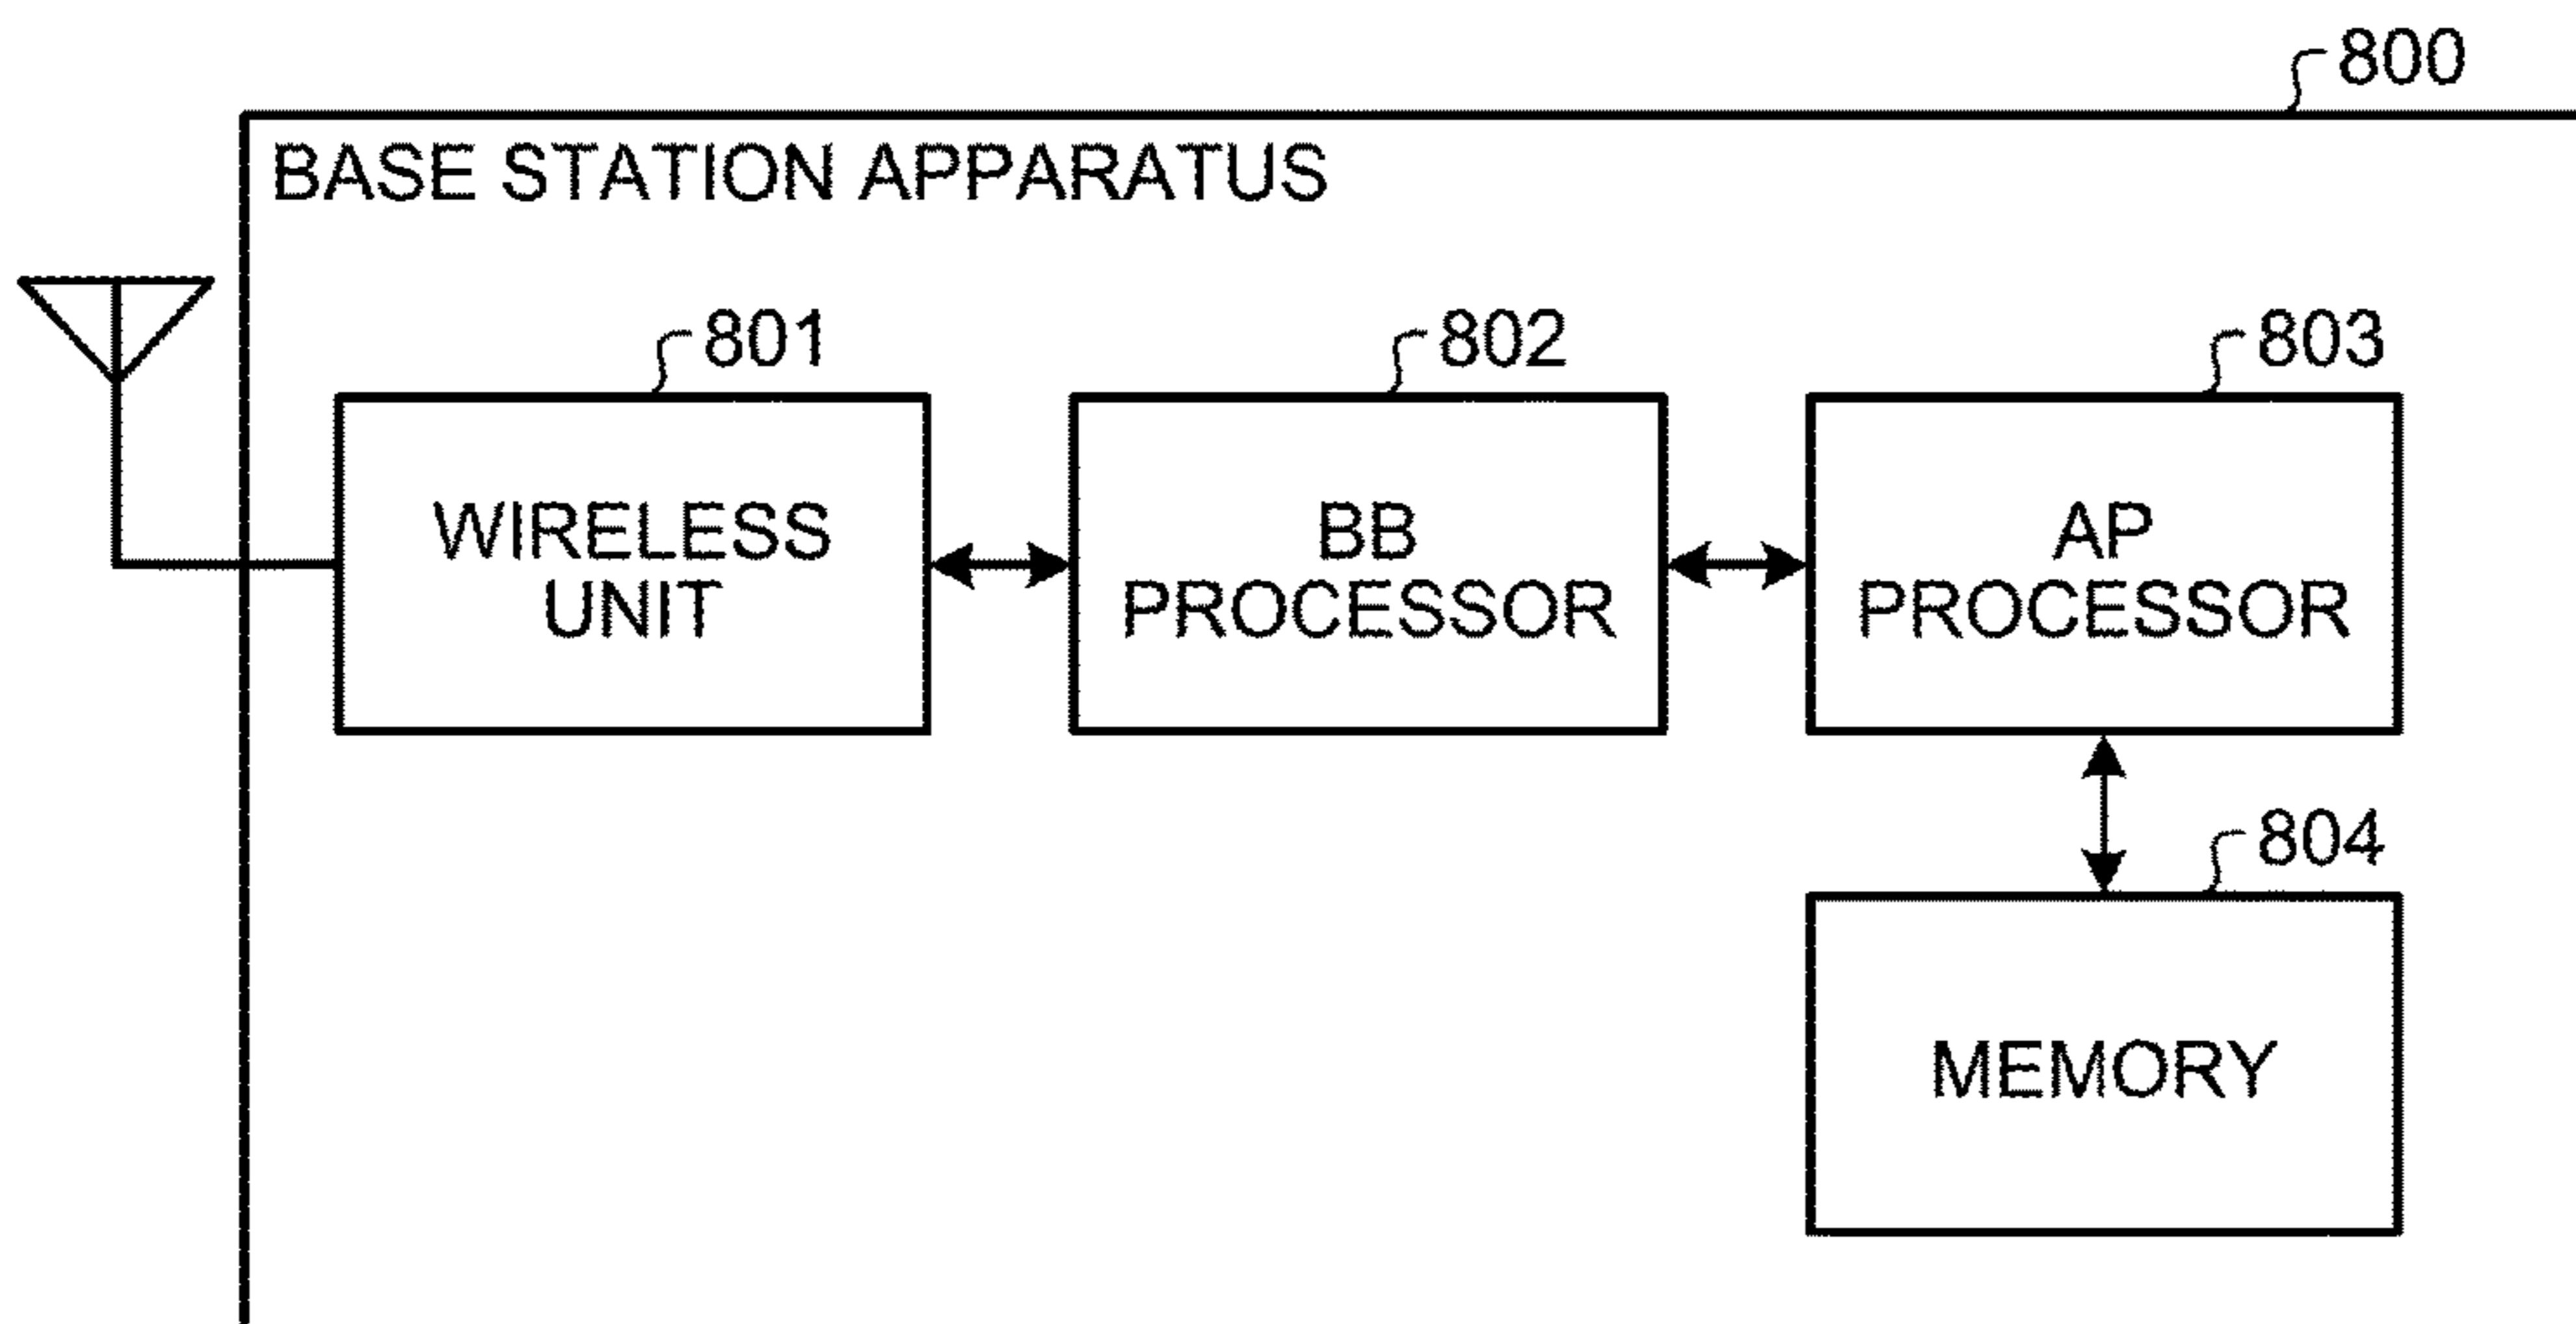 800
BASE STATION APPARATUS
801
802
803
WIRELESS
UNIT
BB
PROCESSOR
AP
PROCESSOR
804
MEMORY